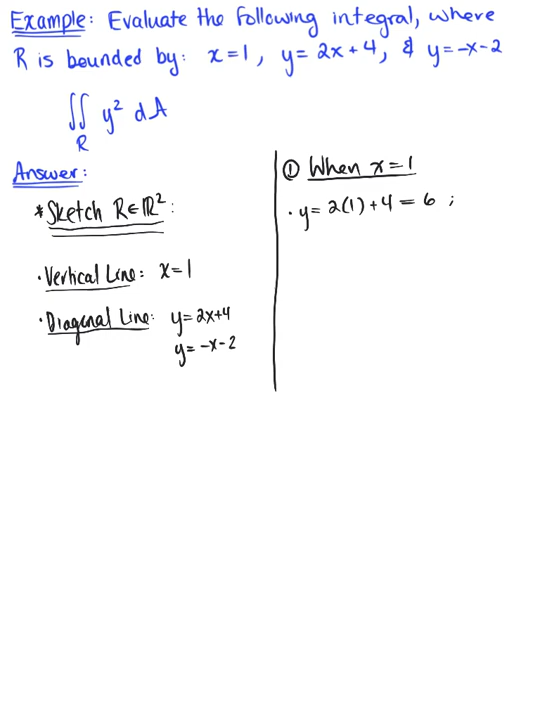 Example: Evaluate the following integral, where
R is bounded by: x=1, y=2x+4, & y=-x-2
∬_R y² dA
Answer:
*Sketch R∈ℝ²:
·Vertical Line: x=1
·Diagonal Line: y=2x+4
y=-x-2
① When x=1
·y=2(1)+4=6;